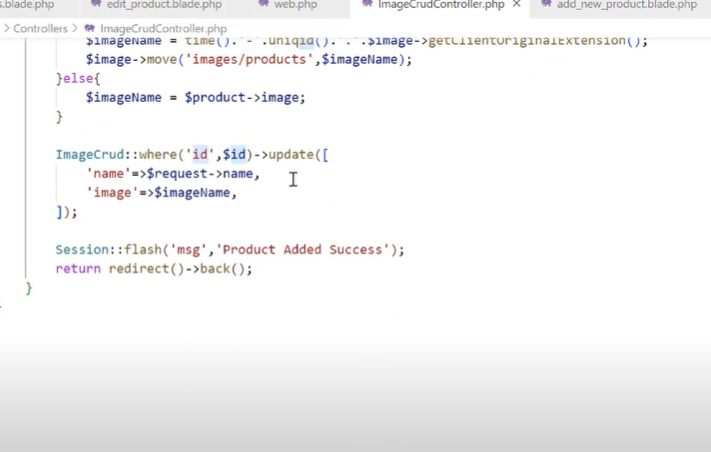 s.blade.php edit_product.blade.php web.php ImageCrudController.php × add_new_product.blade.php
> Controllers > ImageCrudController.php
$imageName = time().'-'.uniqid().'.'.$image->getClientOriginalExtension();
$image->move('images/products',$imageName);
}else{
$imageName = $product->image;
}
ImageCrud::where('id',$id)->update([
'name'=>$request->name,
'image'=>$imageName,
]);
Session::flash('msg','Product Added Success');
return redirect()->back();
}